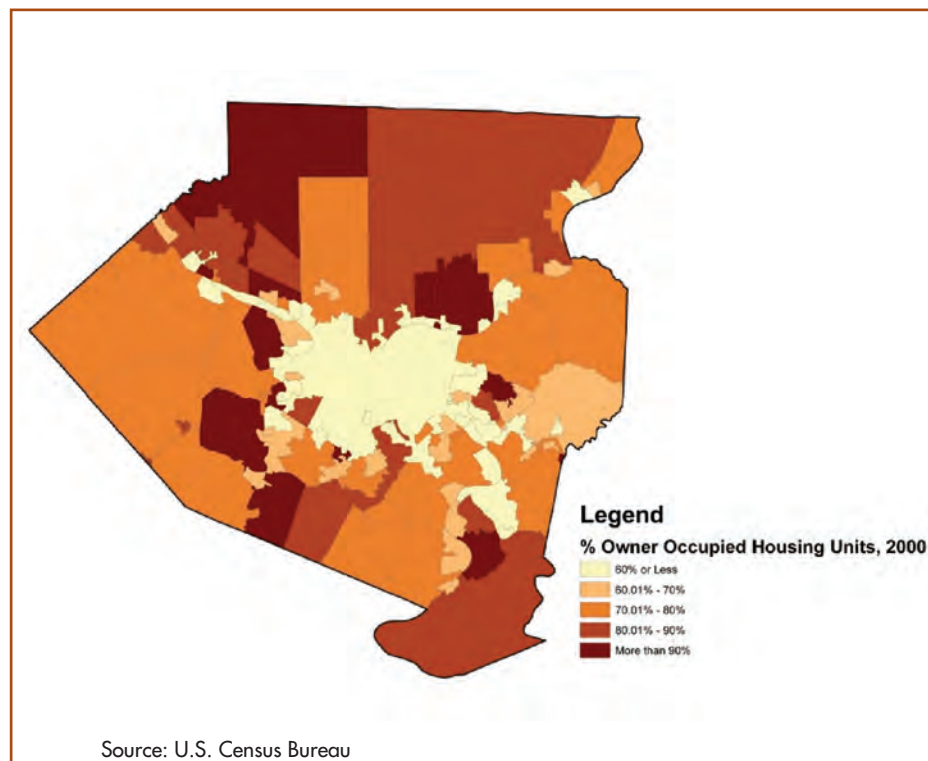 Legend
% Owner Occupied Housing Units, 2000
60% or Less
60.01% - 70%
70.01% - 80%
80.01% - 90%
More than 90%
Source: U.S. Census Bureau